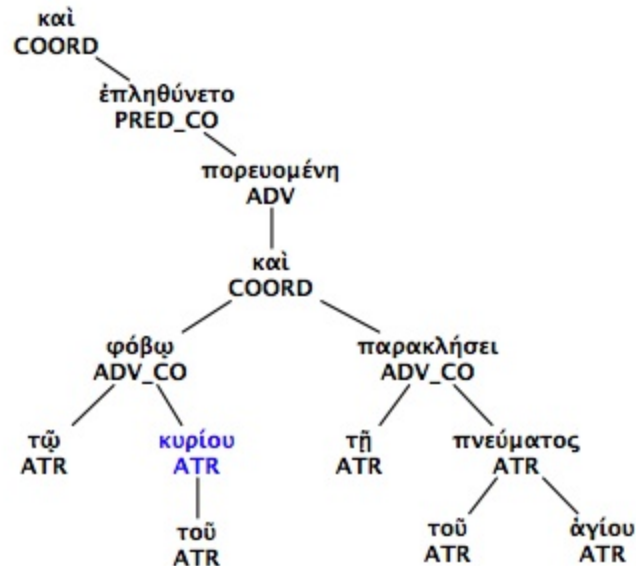 καὶ
COORD
ἐπληθύνετο
PRED_CO
πορευομένη
ADV
καὶ
COORD
φόβῳ παρακλήσει
ADV_CO ADV_CO
τῷ κυρίου τῇ πνεύματος
ATR ATR ATR ATR
τοῦ τοῦ ἁγίου
ATR ATR ATR